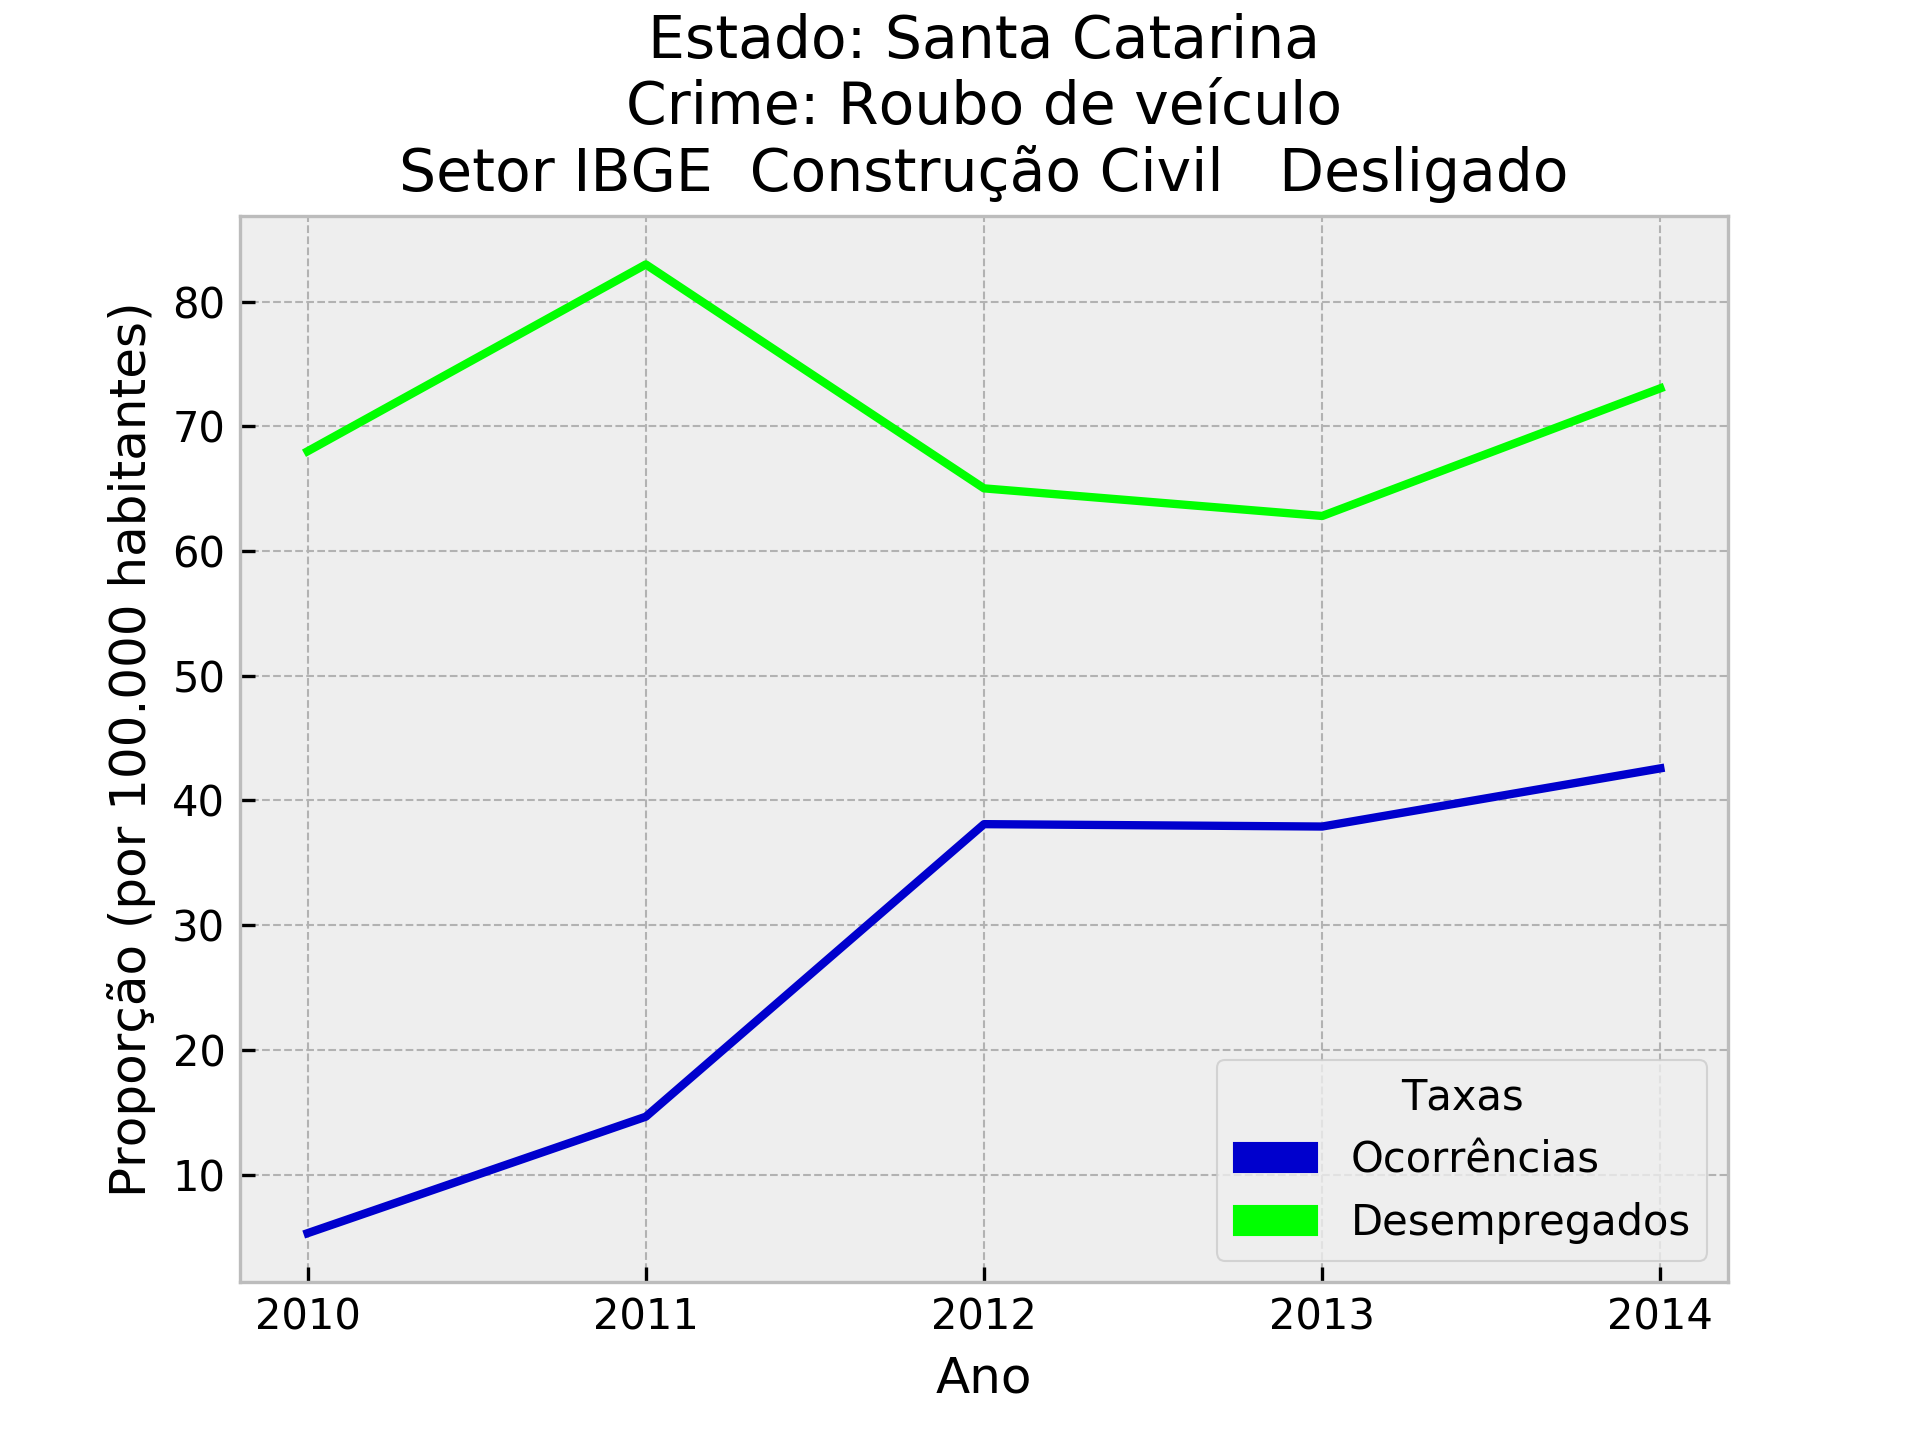 Estado: Santa Catarina
Crime: Roubo de veículo
Setor IBGE  Construção Civil   Desligado
Proporção (por 100.000 habitantes)
80
70
60
50
40
30
20
10
Taxas
Ocorrências
Desempregados
2010 2011 2012 2013 2014
Ano